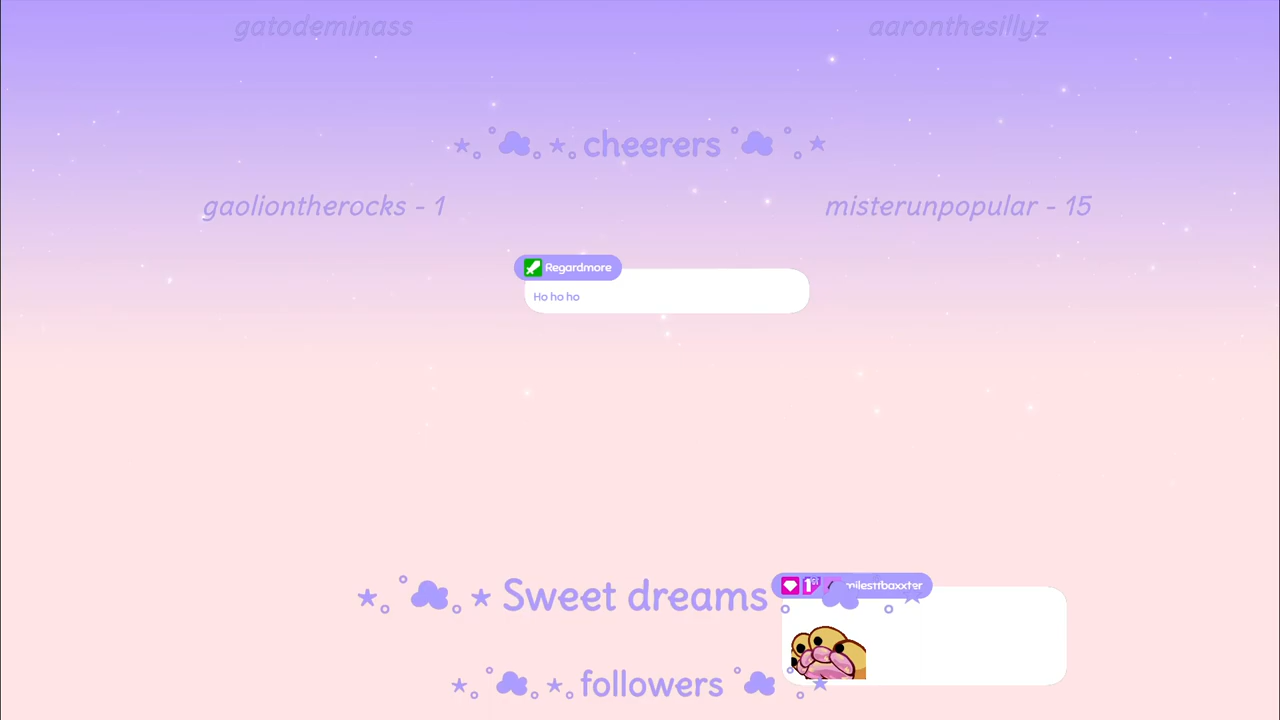 gatodeminass
aaronthesillyz
cheerers
gaoliontherocks - 1
misterunpopular - 15
Regardmore
Ho ho ho
Sweet dreams
followers